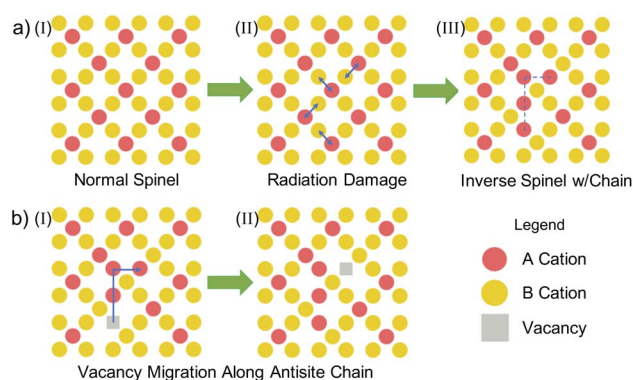 a) (I) (II) (III)
Normal Spinel Radiation Damage Inverse Spinel w/Chain
b) (I) (II)
Legend
A Cation
B Cation
Vacancy
Vacancy Migration Along Antisite Chain